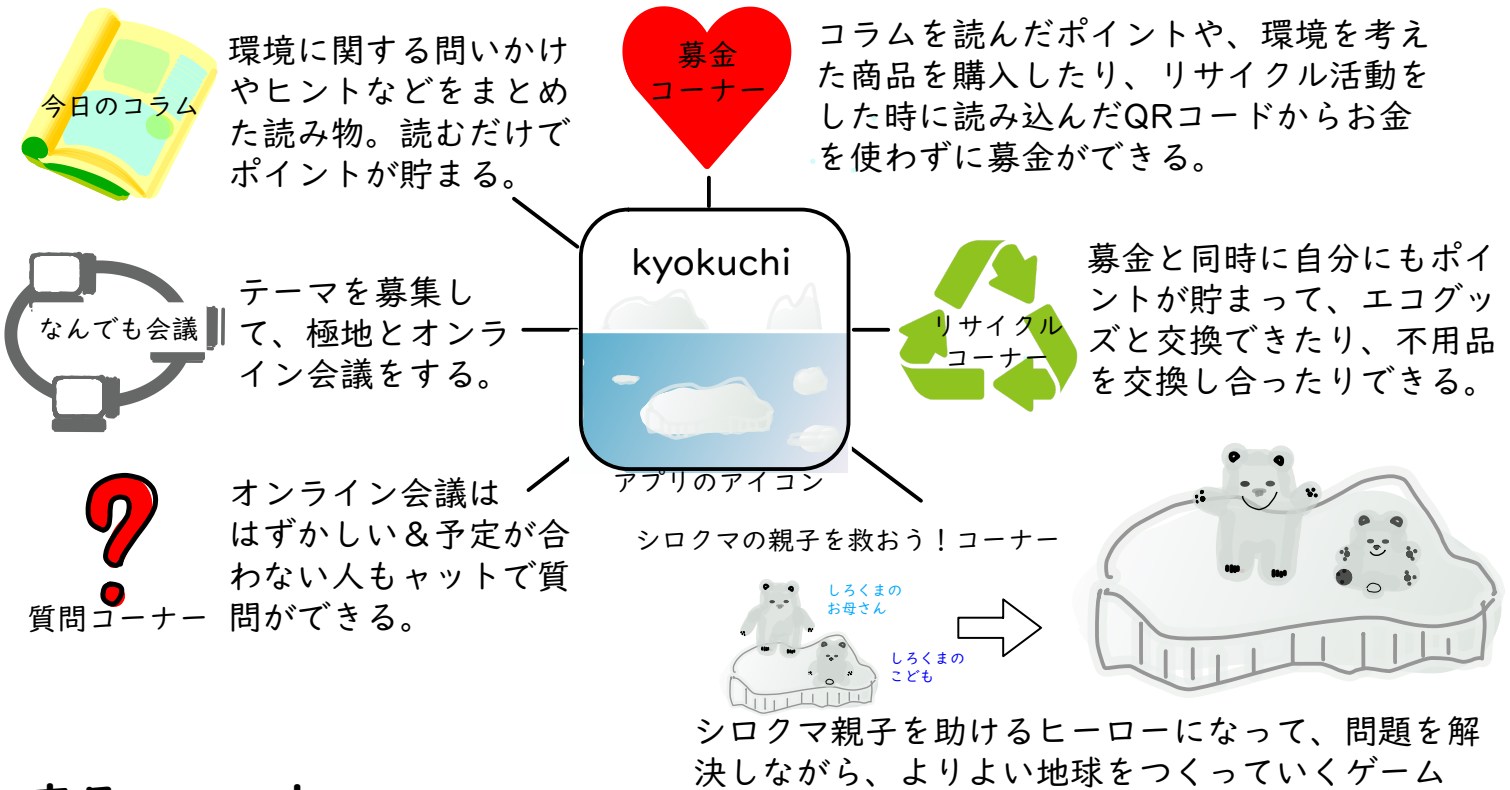 今日のコラム
環境に関する問いかけ
やヒントなどをまとめ
た読み物。読むだけで
ポイントが貯まる。
募金
コーナー
コラムを読んだポイントや、環境を考え
た商品を購入したり、リサイクル活動を
した時に読み込んだQRコードからお金
を使わずに募金ができる。
なんでも会議
テーマを募集し
て、極地とオンラ
イン会議をする。
kyokuchi
アプリのアイコン
リサイクル
コーナー
募金と同時に自分にもポイ
ントが貯まって、エコグッ
ズと交換できたり、不用品
を交換し合ったりできる。
質問コーナー
オンライン会議は
はずかしい&予定が合
わない人もャットで質
問ができる。
シロクマの親子を救おう!コーナー
しろくまの
お母さん
しろくまの
こども
シロクマ親子を助けるヒーローになって、問題を解
決しながら、よりよい地球をつくっていくゲーム